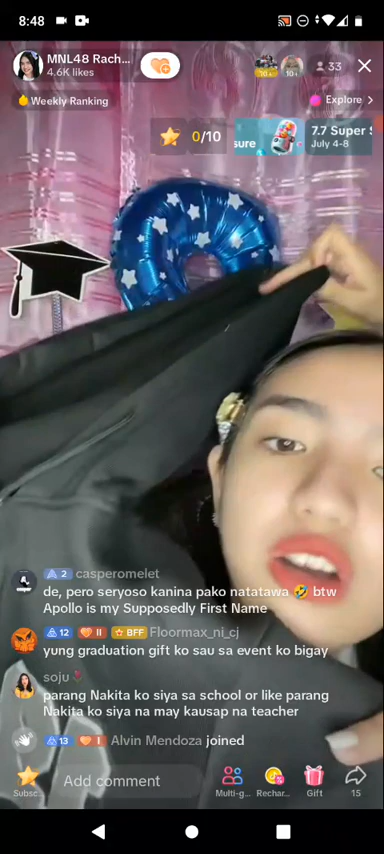 8:48
MNL48 Rach...
4.6K likes
10+
10+
33
Weekly Ranking
Explore >
0/10
sure
7.7 Super S
July 4-8
2 casperomelet
de, pero seryoso kanina pako natatawa 🤣 btw
Apollo is my Supposedly First Name
12 II BFF Floormax_ni_cj
yung graduation gift ko sau sa event ko bigay
soju🌷
parang Nakita ko siya sa school or like parang
Nakita ko siya na may kausap na teacher
13 I Alvin Mendoza joined
Add comment
Subsc...
Multi-g...
Rechar...
Gift
15